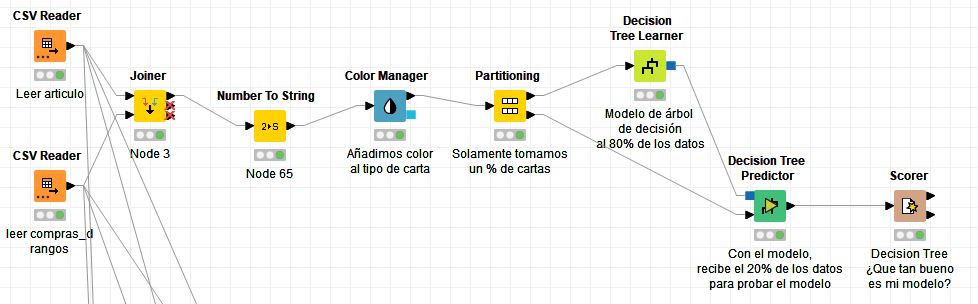 CSV Reader
Leer articulo
CSV Reader
leer compras_d
rangos
Joiner
Node 3
Number To String
2 S
Node 65
Color Manager
Añadimos color
al tipo de carta
Partitioning
Solamente tomamos
un % de cartas
Decision
Tree Learner
Modelo de árbol
de decisión
al 80% de los datos
Decision Tree
Predictor
Con el modelo,
recibe el 20% de los datos
para probar el modelo
Scorer
Decision Tree
¿Que tan bueno
es mi modelo?